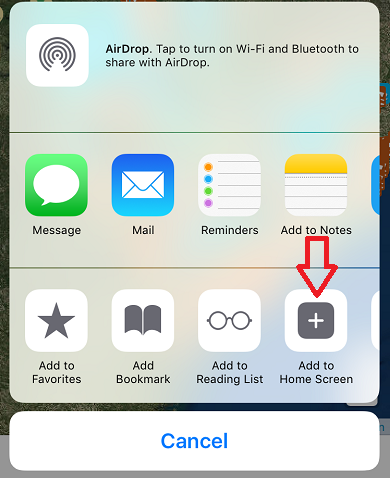 AirDrop. Tap to turn on Wi-Fi and Bluetooth to
share with AirDrop.
Message
Mail
Reminders
Add to Notes
Add to
Favorites
Add
Bookmark
Add to
Reading List
Add to
Home Screen
Cancel